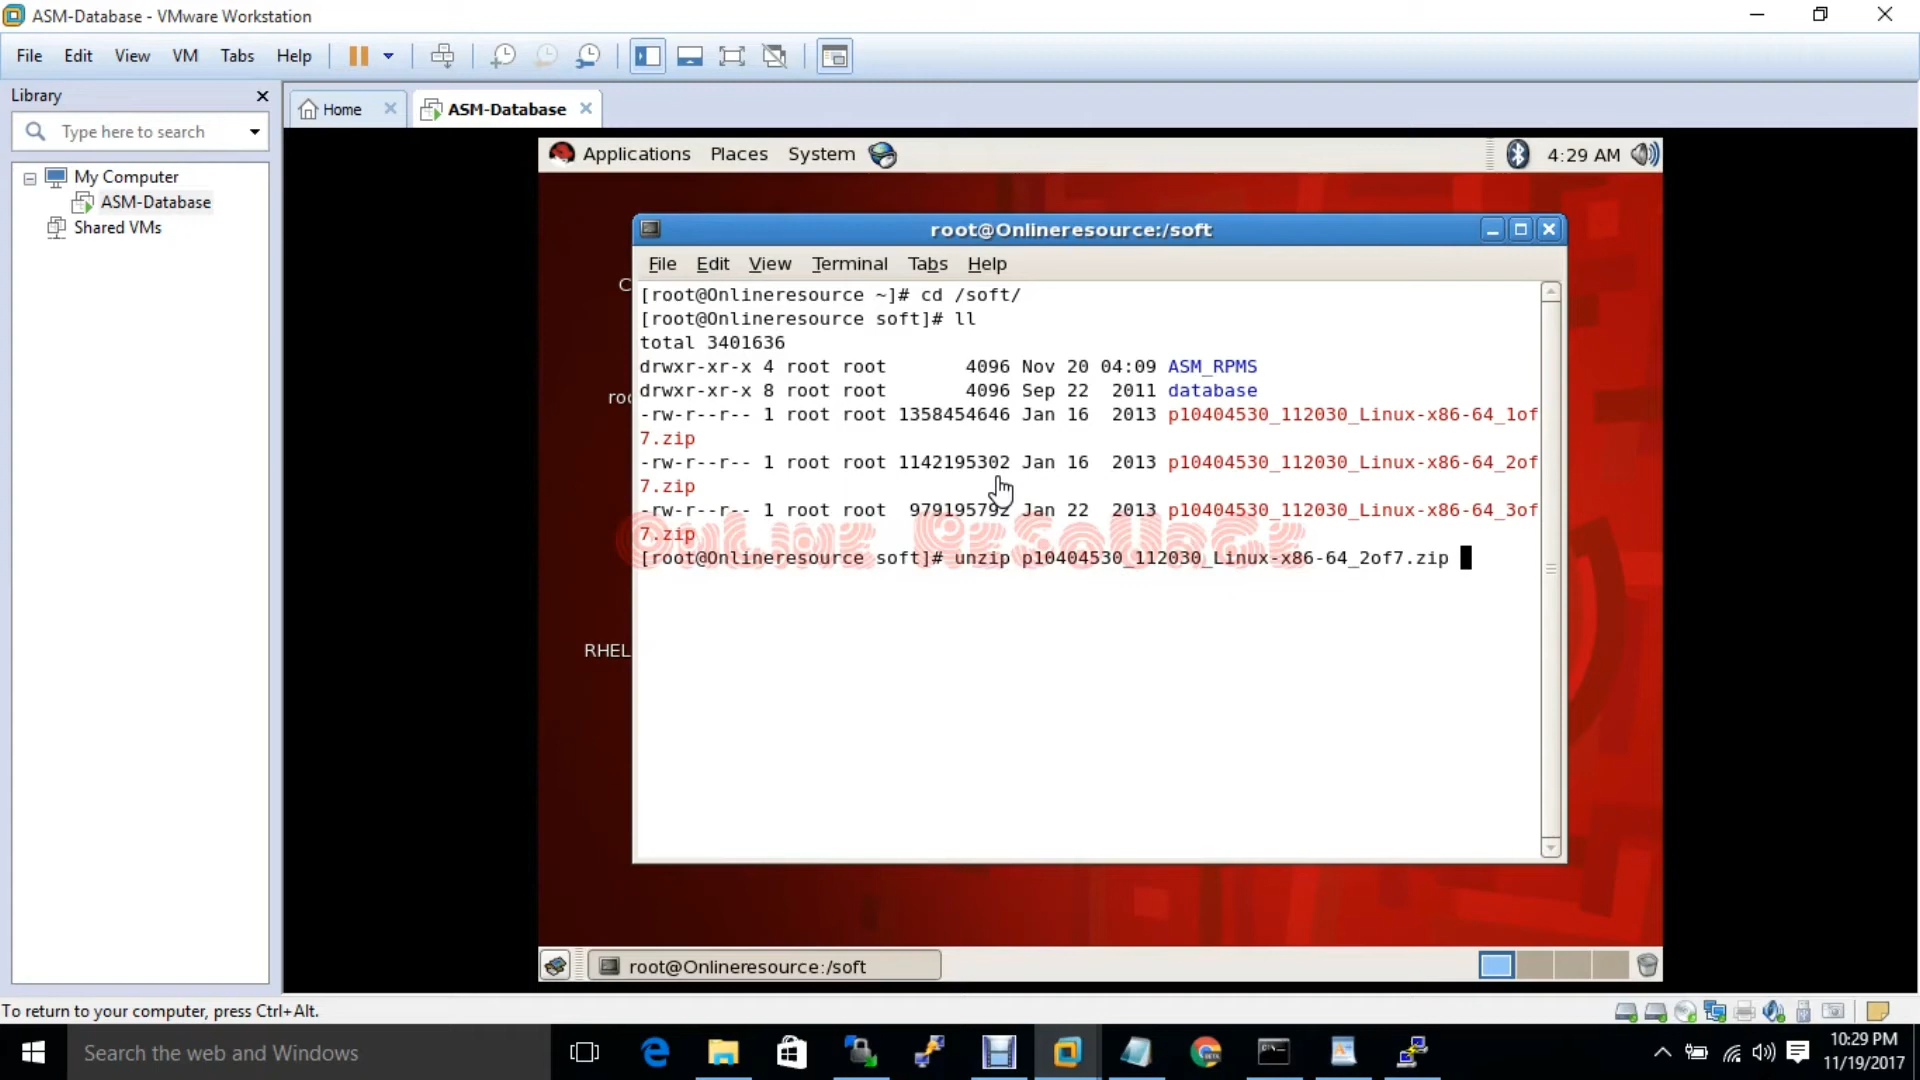 ASM-Database - VMware Workstation
File Edit View VM Tabs Help
Library
Home
ASM-Database
Type here to search
My Computer
ASM-Database
Shared VMs
Applications Places System
4:29 AM
root@Onlineresource:/soft
File Edit View Terminal Tabs Help
[root@Onlineresource ~]# cd /soft/
[root@Onlineresource soft]# ll
total 3401636
drwxr-xr-x 4 root root 4096 Nov 20 04:09 ASM_RPMS
drwxr-xr-x 8 root root 4096 Sep 22 2011 database
-rw-r--r-- 1 root root 1358454646 Jan 16 2013 p10404530_112030_Linux-x86-64_1of
7.zip
-rw-r--r-- 1 root root 1142195302 Jan 16 2013 p10404530_112030_Linux-x86-64_2of
7.zip
-rw-r--r-- 1 root root 979195792 Jan 22 2013 p10404530_112030_Linux-x86-64_3of
7.zip
OnLine ReSoUrCe
[root@Onlineresource soft]# unzip p10404530_112030_Linux-x86-64_2of7.zip
C
roo
RHEL
root@Onlineresource:/soft
To return to your computer, press Ctrl+Alt.
Search the web and Windows
10:29 PM
11/19/2017